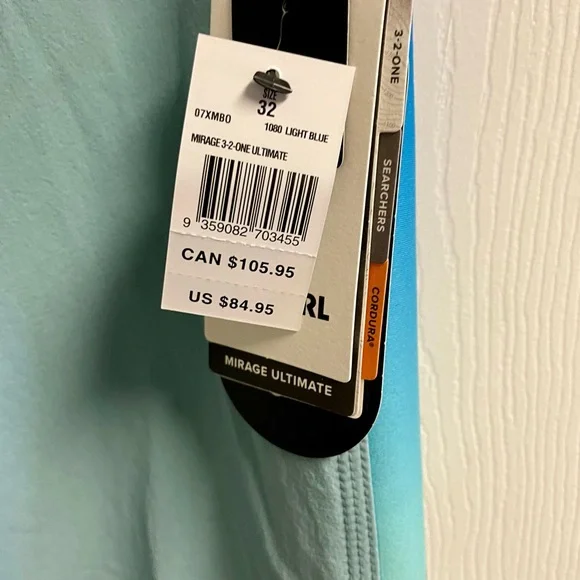 SIZE
32
07XMBO
1080 LIGHT BLUE
MIRAGE 3-2-ONE ULTIMATE
9 359082 703455
CAN $105.95
US $84.95
RL
MIRAGE ULTIMATE
3-2-ONE
SEARCHERS
CORDURA®